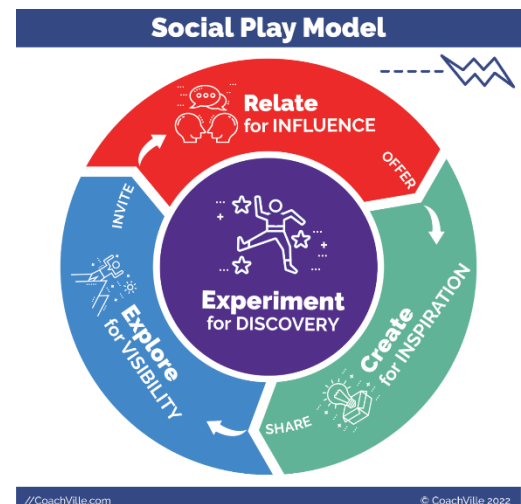 Social Play Model
Relate
for INFLUENCE
OFFER
Create
for INSPIRATION
SHARE
Explore
for VISIBILITY
INVITE
Experiment
for DISCOVERY
//CoachVille.com
© CoachVille 2022